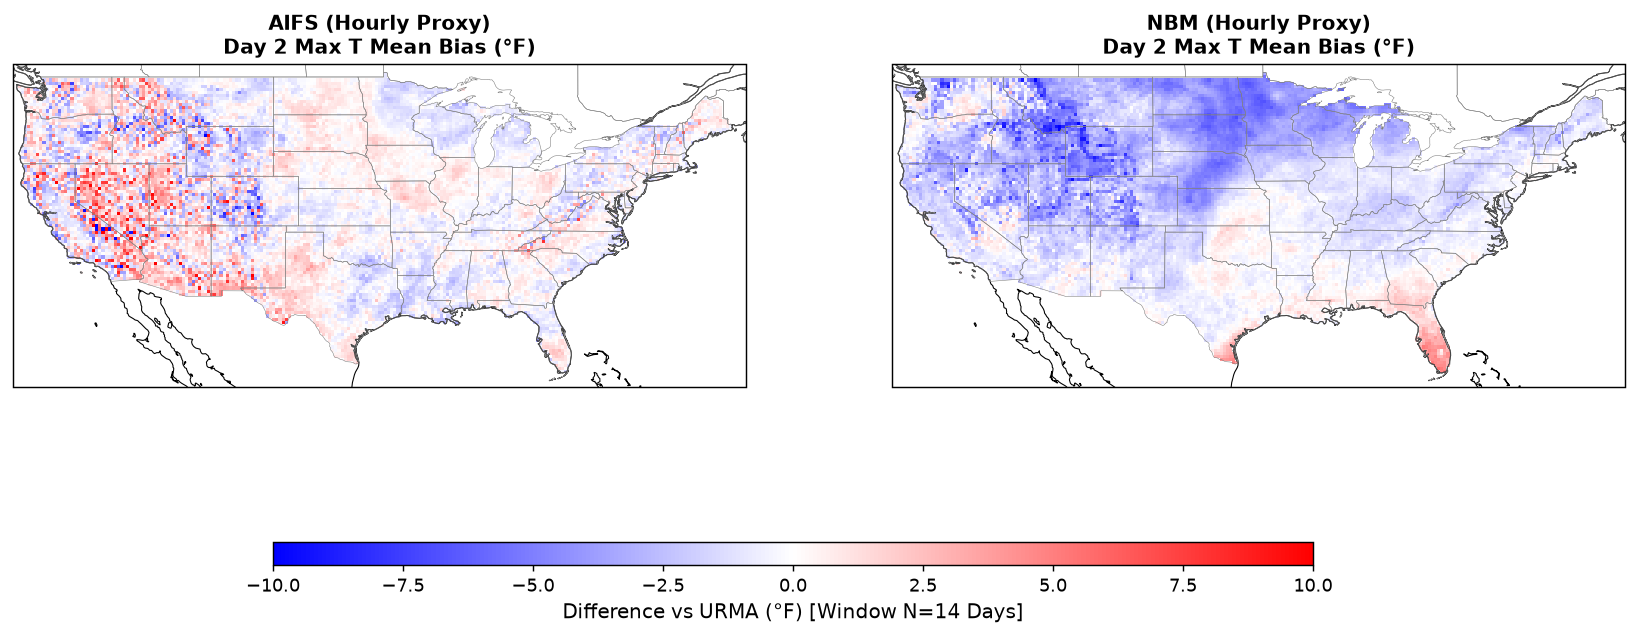 AIFS (Hourly Proxy)
Day 2 Max T Mean Bias (°F)
NBM (Hourly Proxy)
Day 2 Max T Mean Bias (°F)
−10.0 −7.5 −5.0 −2.5 0.0 2.5 5.0 7.5 10.0
Difference vs URMA (°F) [Window N=14 Days]